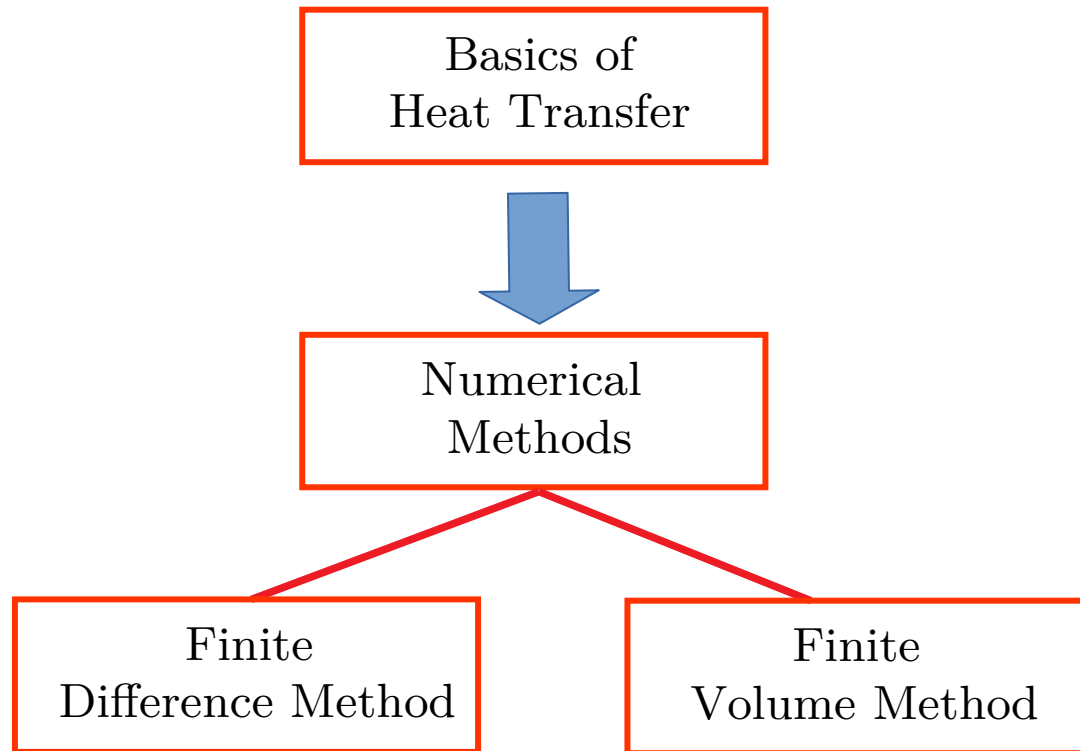 Basics of
Heat Transfer
Numerical
Methods
Finite
Difference Method
Finite
Volume Method